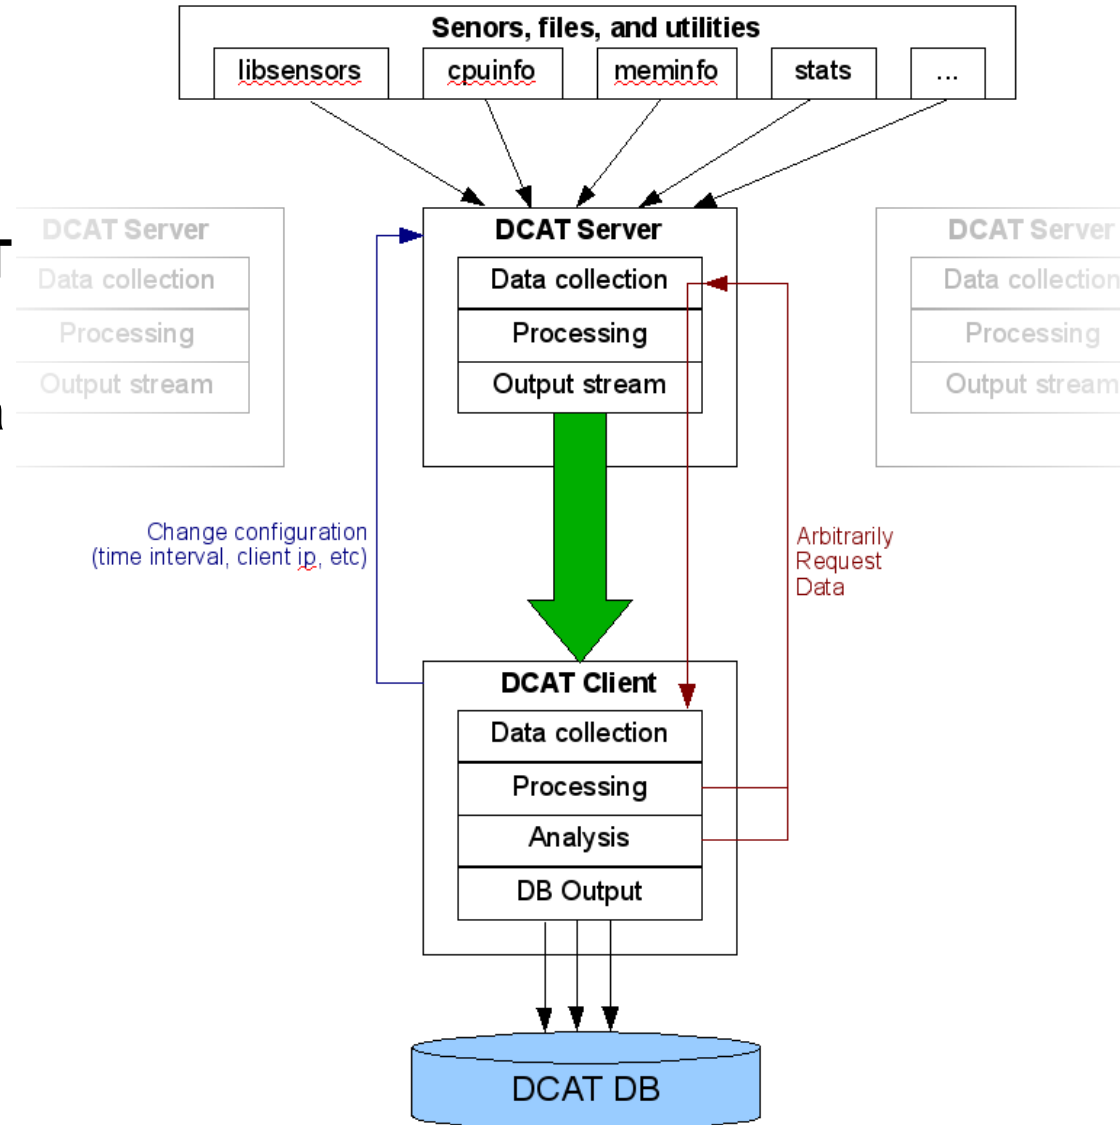 Senors, files, and utilities
libsensors
cpuinfo
meminfo
stats
...
DCAT Server
Data collection
Processing
Output stream
DCAT Server
Data collection
Processing
Output stream
DCAT Server
Data collection
Processing
Output stream
Change configuration
(time interval, client ip, etc)
Arbitrarily
Request
Data
DCAT Client
Data collection
Processing
Analysis
DB Output
DCAT DB